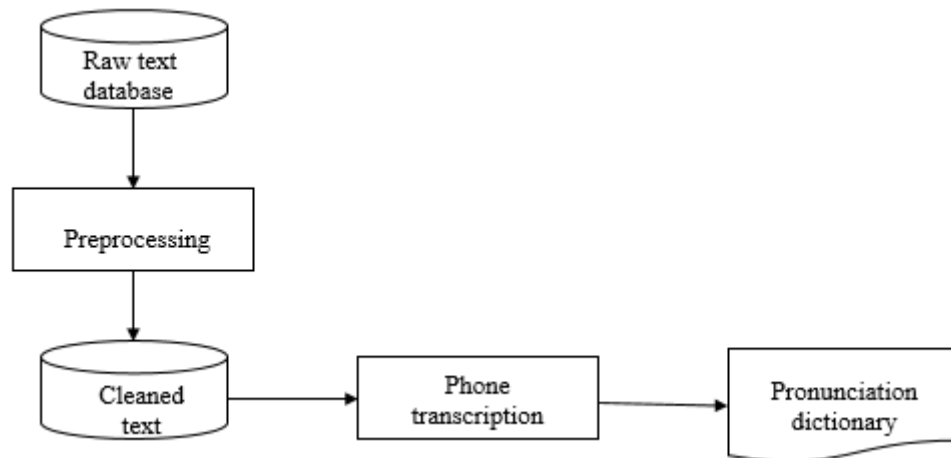 Raw text
database
Preprocessing
Cleaned
text
Phone
transcription
Pronunciation
dictionary